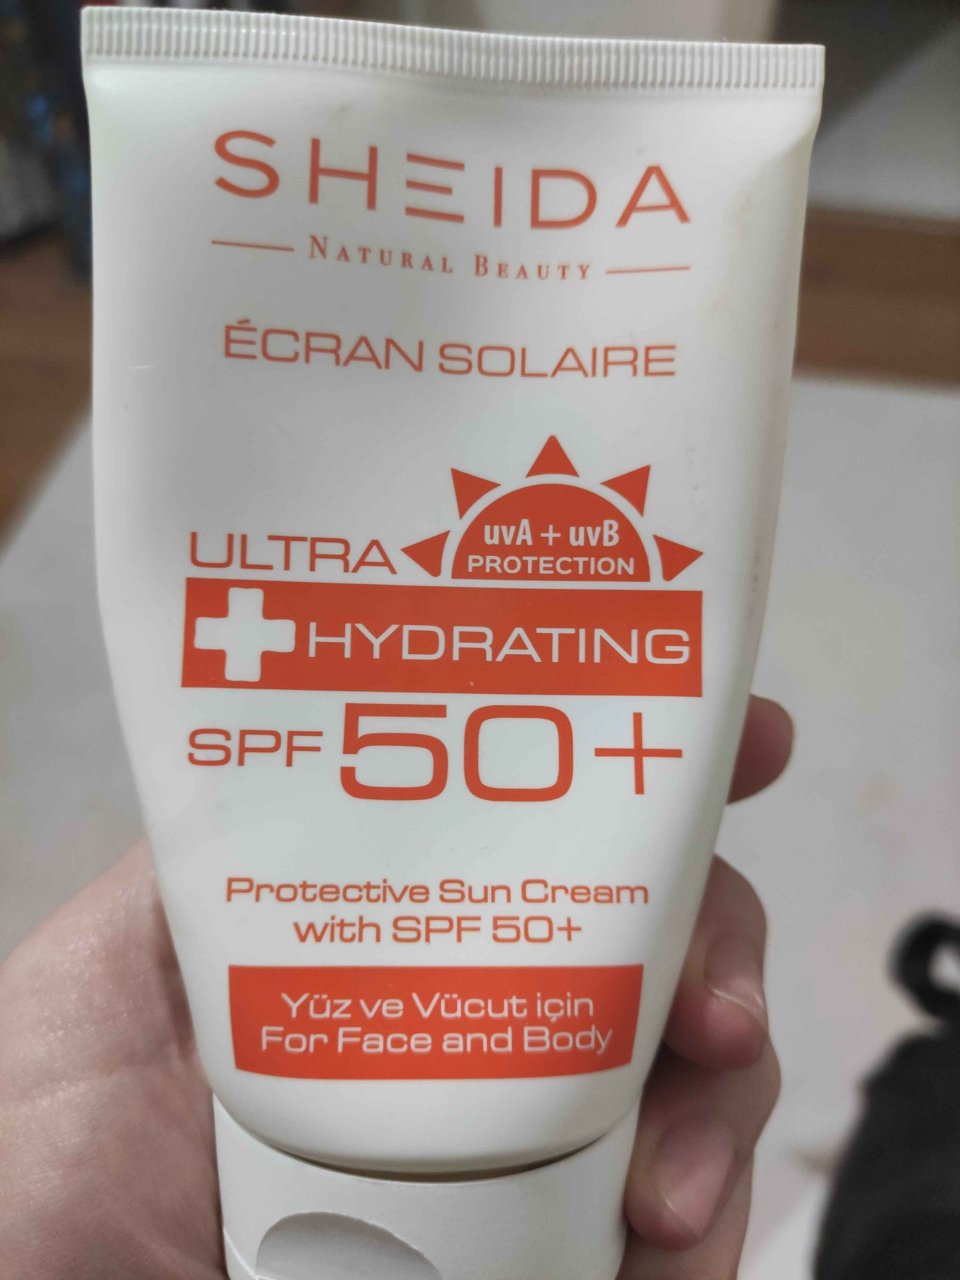 SHEIDA
NATURAL BEAUTY
ÉCRAN SOLAIRE
ULTRA
uvA + uvB
PROTECTION
HYDRATING
SPF 50+
Protective Sun Cream
with SPF 50+
Yüz ve Vücut için
For Face and Body